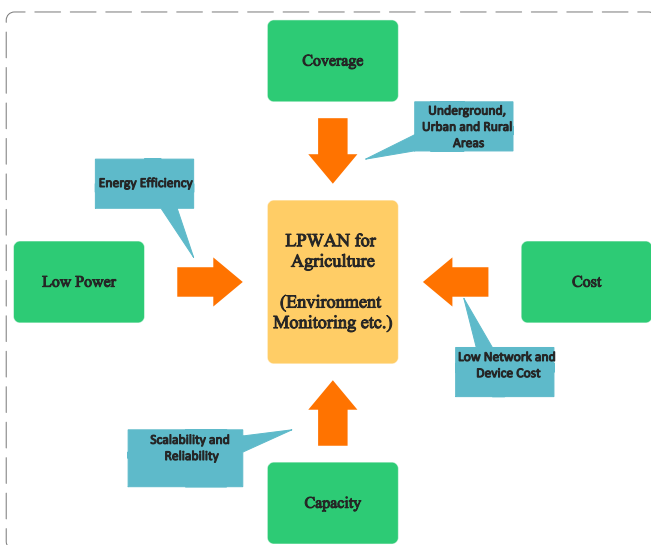 Coverage
Underground,
Urban and Rural
Areas
Energy Efficiency
LPWAN for
Agriculture
(Environment
Monitoring etc.)
Low Power
Cost
Low Network and
Device Cost
Scalability and
Reliability
Capacity